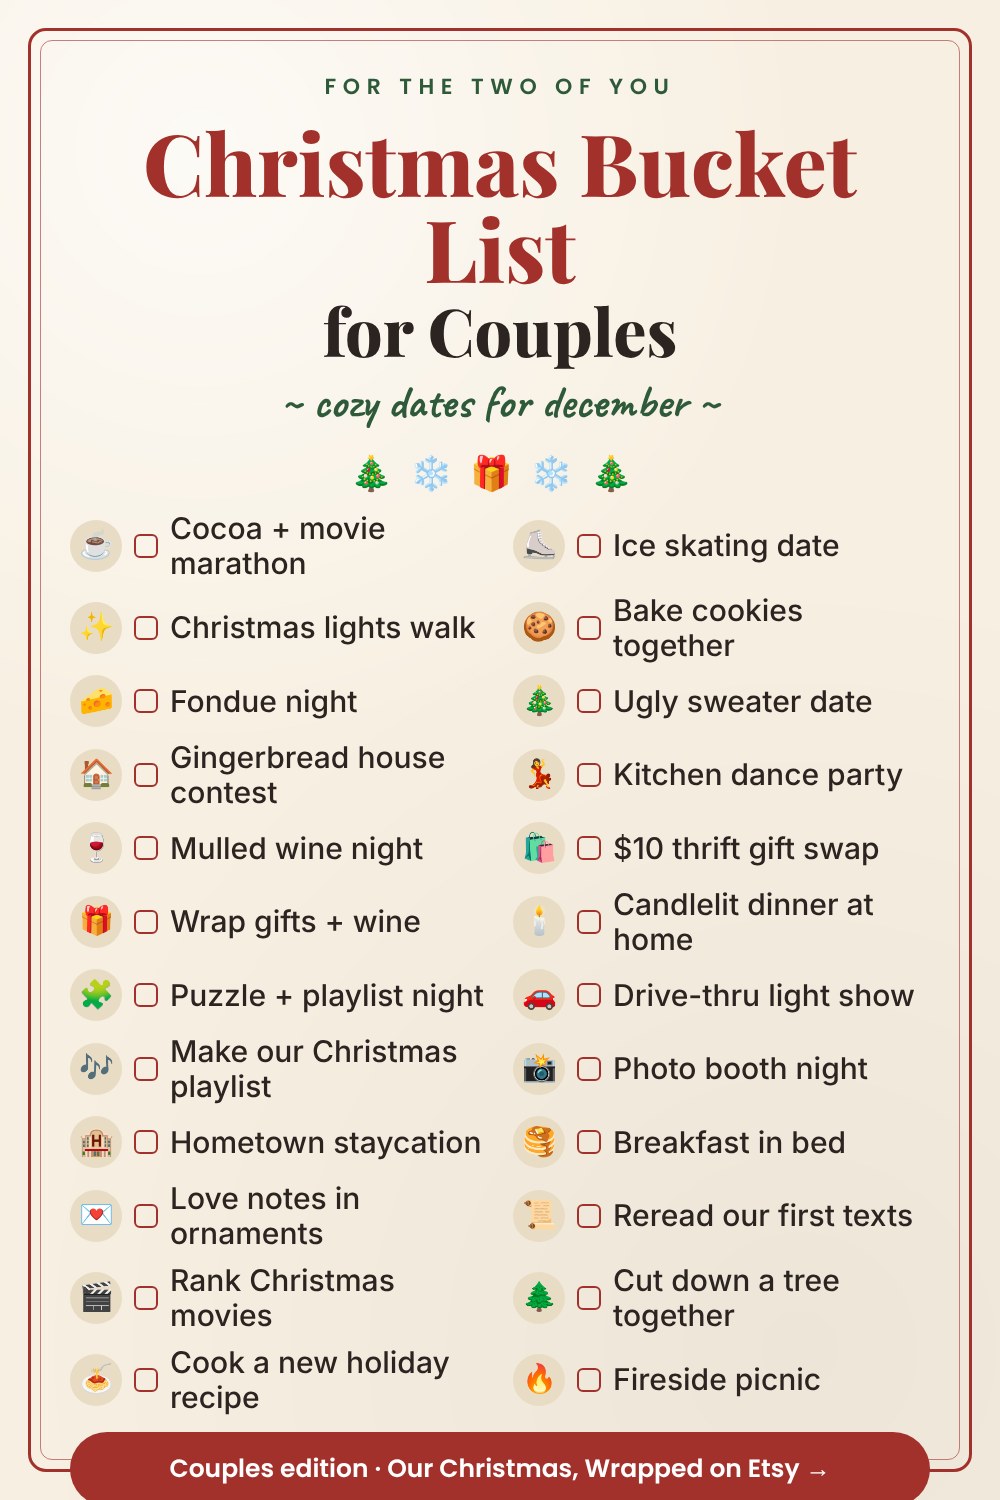 FOR THE TWO OF YOU
Christmas Bucket
List
for Couples
~ cozy dates for december ~
Cocoa + movie
marathon
Ice skating date
Christmas lights walk
Bake cookies
together
Fondue night
Ugly sweater date
Gingerbread house
contest
Kitchen dance party
Mulled wine night
$10 thrift gift swap
Wrap gifts + wine
Candlelit dinner at
home
Puzzle + playlist night
Drive-thru light show
Make our Christmas
playlist
Photo booth night
Hometown staycation
Breakfast in bed
Love notes in
ornaments
Reread our first texts
Rank Christmas
movies
Cut down a tree
together
Cook a new holiday
recipe
Fireside picnic
Couples edition · Our Christmas, Wrapped on Etsy →